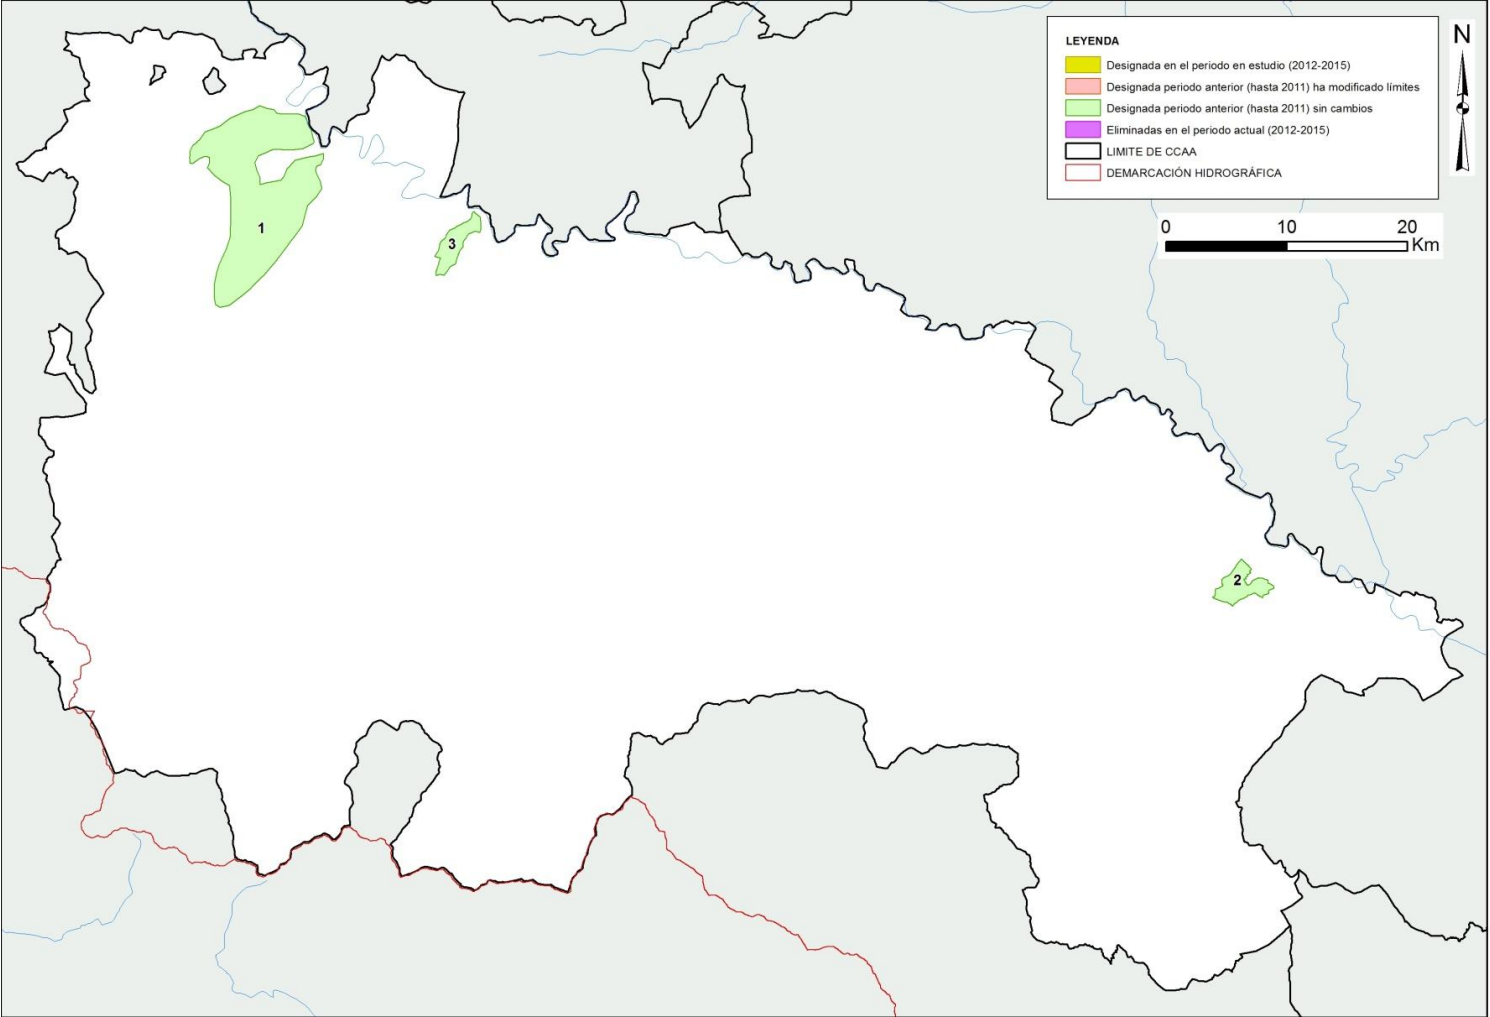 LEYENDA
Designada en el periodo en estudio (2012-2015)
Designada periodo anterior (hasta 2011) ha modificado límites
Designada periodo anterior (hasta 2011) sin cambios
Eliminadas en el periodo actual (2012-2015)
LIMITE DE CCAA
DEMARCACIÓN HIDROGRÁFICA
N
0 10 20
Km
1
3
2